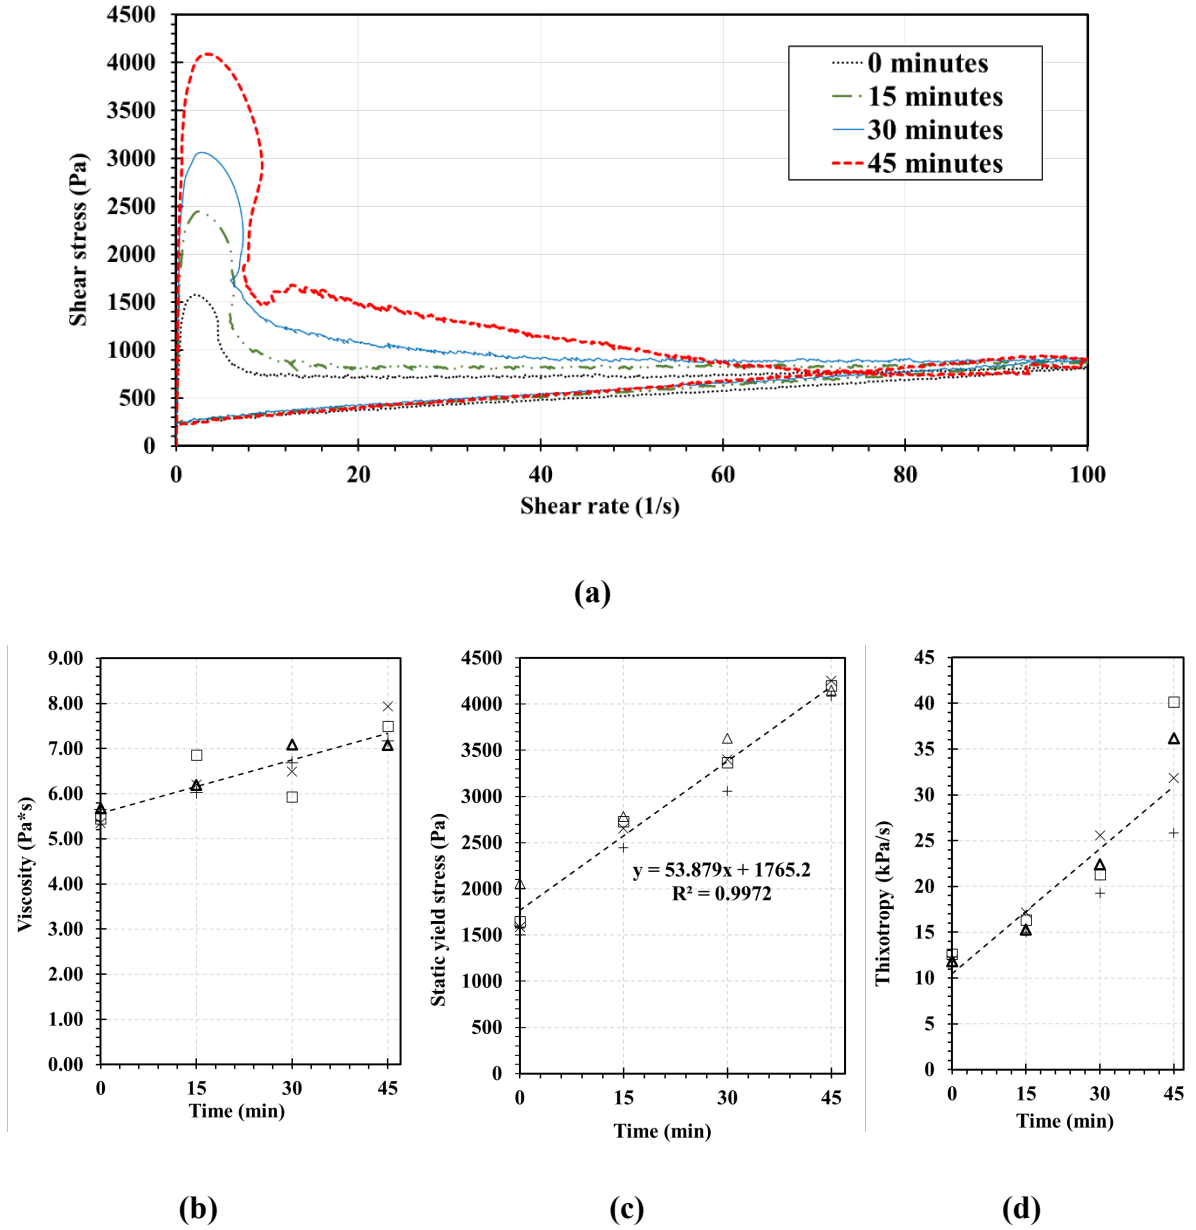 4500
4000
3500
3000
2500
2000
1500
1000
500
0
Shear stress (Pa)
0 minutes
15 minutes
30 minutes
45 minutes
0 20 40 60 80 100
Shear rate (1/s)
(a)
9.00
8.00
7.00
6.00
5.00
4.00
3.00
2.00
1.00
0.00
Viscosity (Pa*s)
0 15 30 45
Time (min)
(b)
4500
4000
3500
3000
2500
2000
1500
1000
500
0
Static yield stress (Pa)
y = 53.879x + 1765.2
R² = 0.9972
0 15 30 45
Time (min)
(c)
45
40
35
30
25
20
15
10
5
0
Thixotropy (kPa/s)
0 15 30 45
Time (min)
(d)